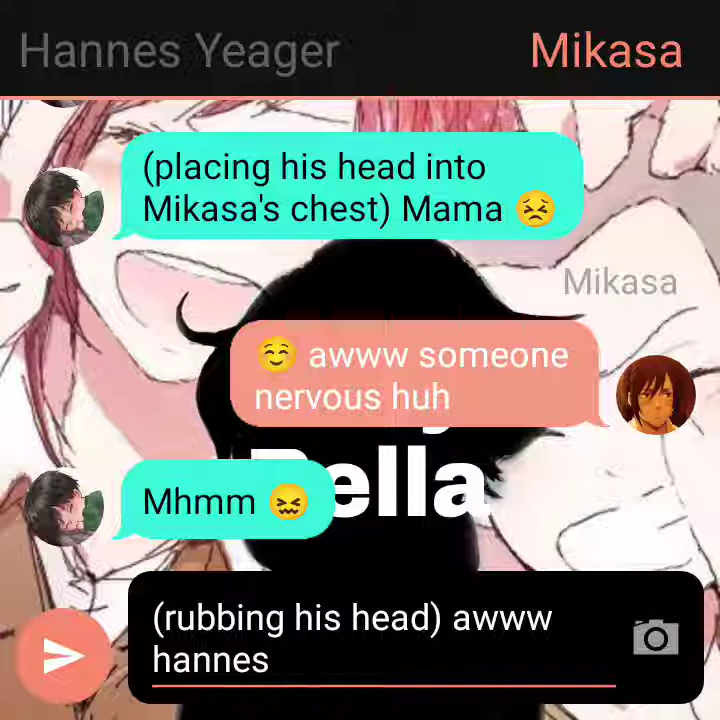 Hannes Yeager Mikasa
(placing his head into
Mikasa's chest) Mama 😣
Mikasa
☺️ awww someone
nervous huh
Mhmm 😖
(rubbing his head) awww
hannes